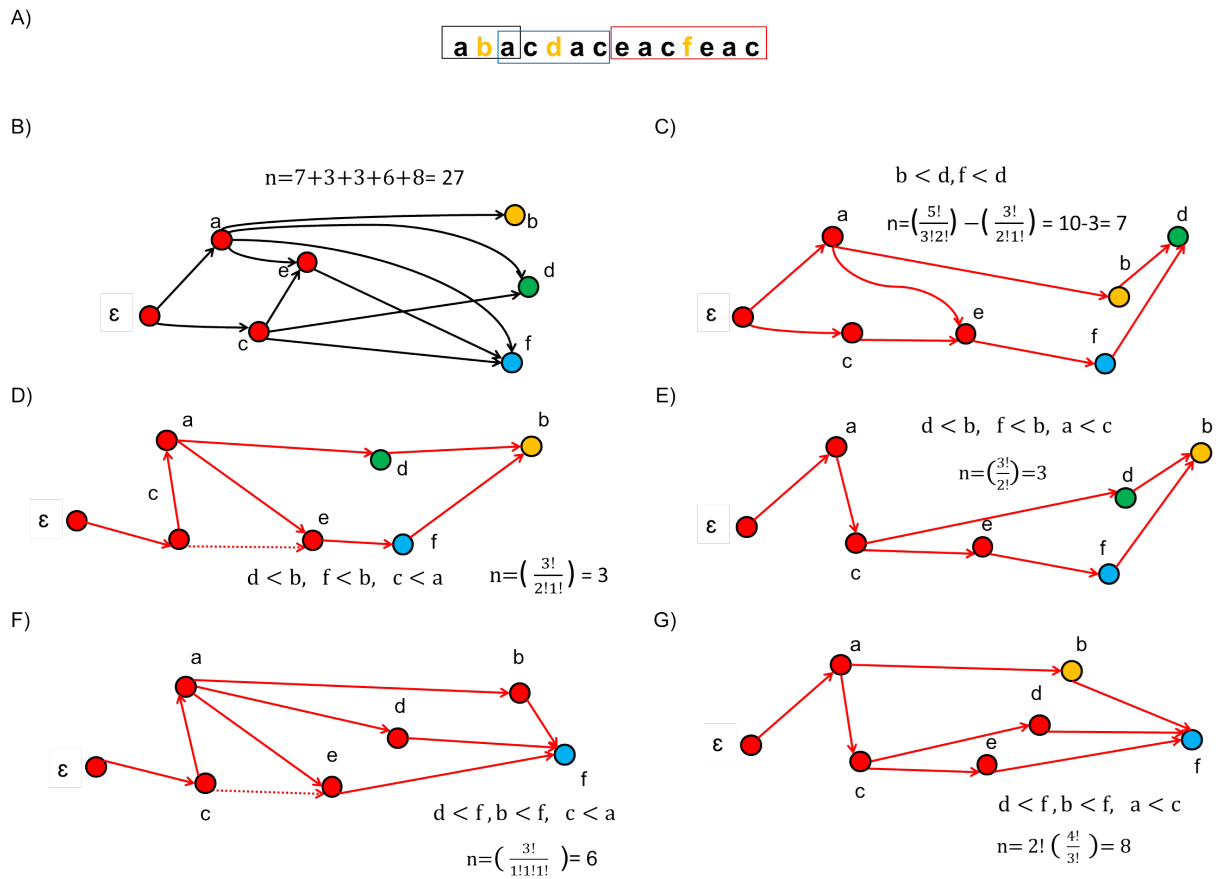 A)
a b a c d a c e a c f e a c
B)
n=7+3+3+6+8= 27
a
b
e
d
ε
c
f
C)
b < d, f < d
n=(5!/3!2!) − (3!/2!1!) = 10-3= 7
a
d
b
ε
e
c
f
D)
a
c
d
b
ε
e
f
d < b, f < b, c < a
n=(3!/2!1!) = 3
E)
d < b, f < b, a < c
n=(3!/2!)=3
a
b
d
ε
e
c
f
F)
a
b
d
ε
e
c
f
d < f ,b < f, c < a
n=(3!/1!1!1!)= 6
G)
a
b
d
ε
e
c
f
d < f ,b < f, a < c
n= 2! (4!/3!) = 8